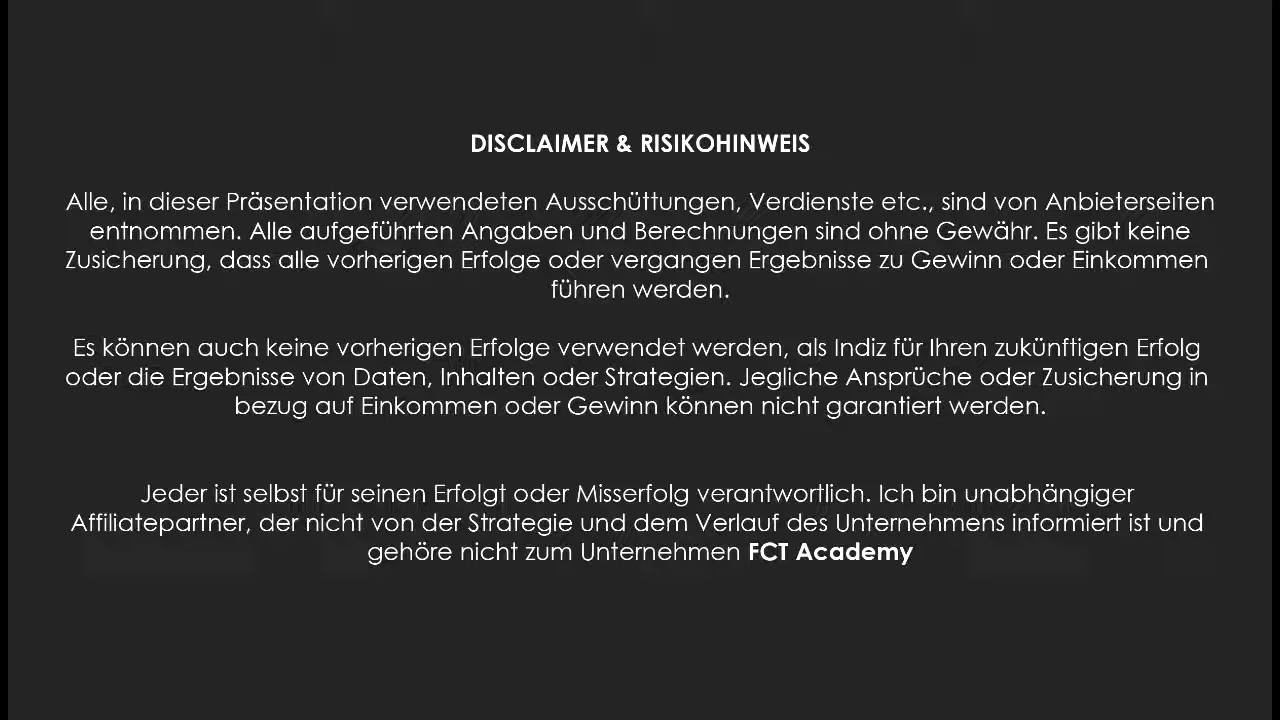 DISCLAIMER & RISIKOHINWEIS
Alle, in dieser Präsentation verwendeten Ausschüttungen, Verdienste etc., sind von Anbieterseiten
entnommen. Alle aufgeführten Angaben und Berechnungen sind ohne Gewähr. Es gibt keine
Zusicherung, dass alle vorherigen Erfolge oder vergangen Ergebnisse zu Gewinn oder Einkommen
führen werden.
Es können auch keine vorherigen Erfolge verwendet werden, als Indiz für Ihren zukünftigen Erfolg
oder die Ergebnisse von Daten, Inhalten oder Strategien. Jegliche Ansprüche oder Zusicherung in
bezug auf Einkommen oder Gewinn können nicht garantiert werden.
Jeder ist selbst für seinen Erfolgt oder Misserfolg verantwortlich. Ich bin unabhängiger
Affiliatepartner, der nicht von der Strategie und dem Verlauf des Unternehmens informiert ist und
gehöre nicht zum Unternehmen FCT Academy